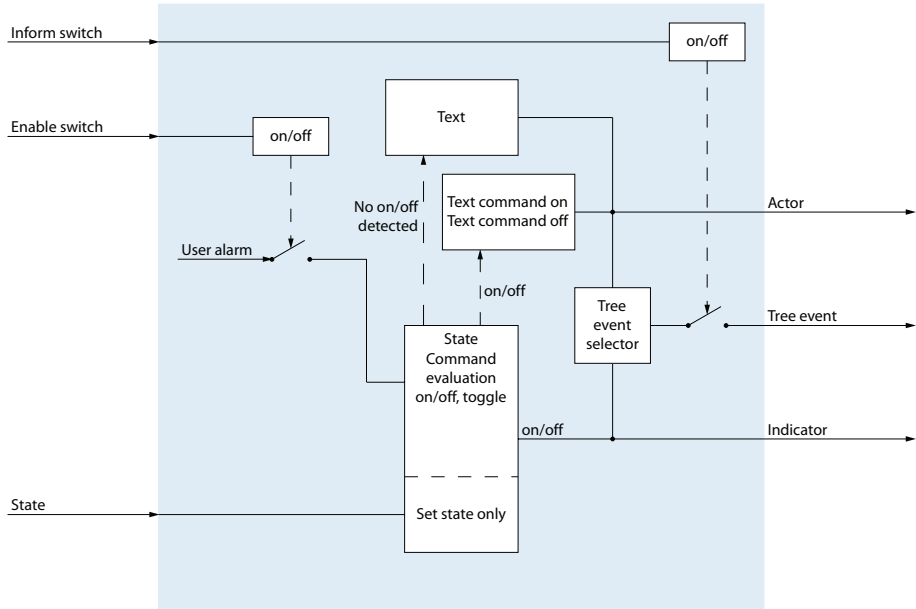 Inform switch
on/off
Text
Enable switch
on/off
No on/off
detected
Text command on
Text command off
Actor
User alarm
on/off
Tree
event
selector
Tree event
State
Command
evaluation
on/off, toggle
on/off
Indicator
State
Set state only